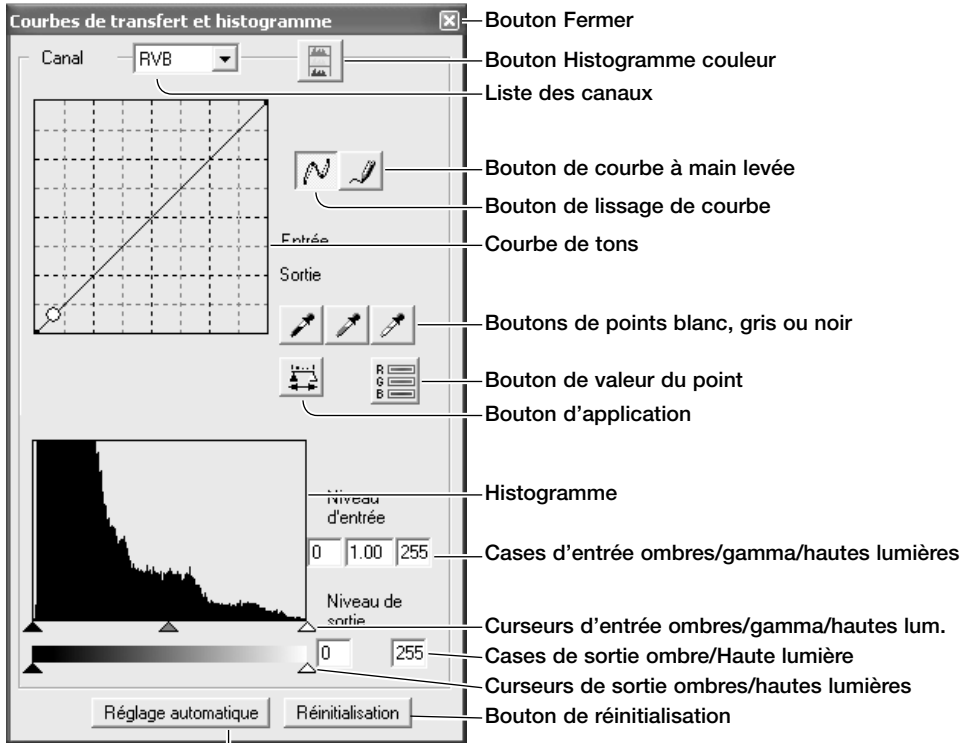 Courbes de transfert et histogramme
Bouton Fermer
Canal
RVB
Bouton Histogramme couleur
Liste des canaux
Bouton de courbe à main levée
Bouton de lissage de courbe
Entrée
Courbe de tons
Sortie
Boutons de points blanc, gris ou noir
R
G
B
Bouton de valeur du point
Bouton d'application
Histogramme
Niveau
d'entrée
0 1.00 255
Cases d'entrée ombres/gamma/hautes lumières
Niveau de
sortie
Curseurs d'entrée ombres/gamma/hautes lum.
0 255
Cases de sortie ombre/Haute lumière
Curseurs de sortie ombres/hautes lumières
Réglage automatique
Réinitialisation
Bouton de réinitialisation